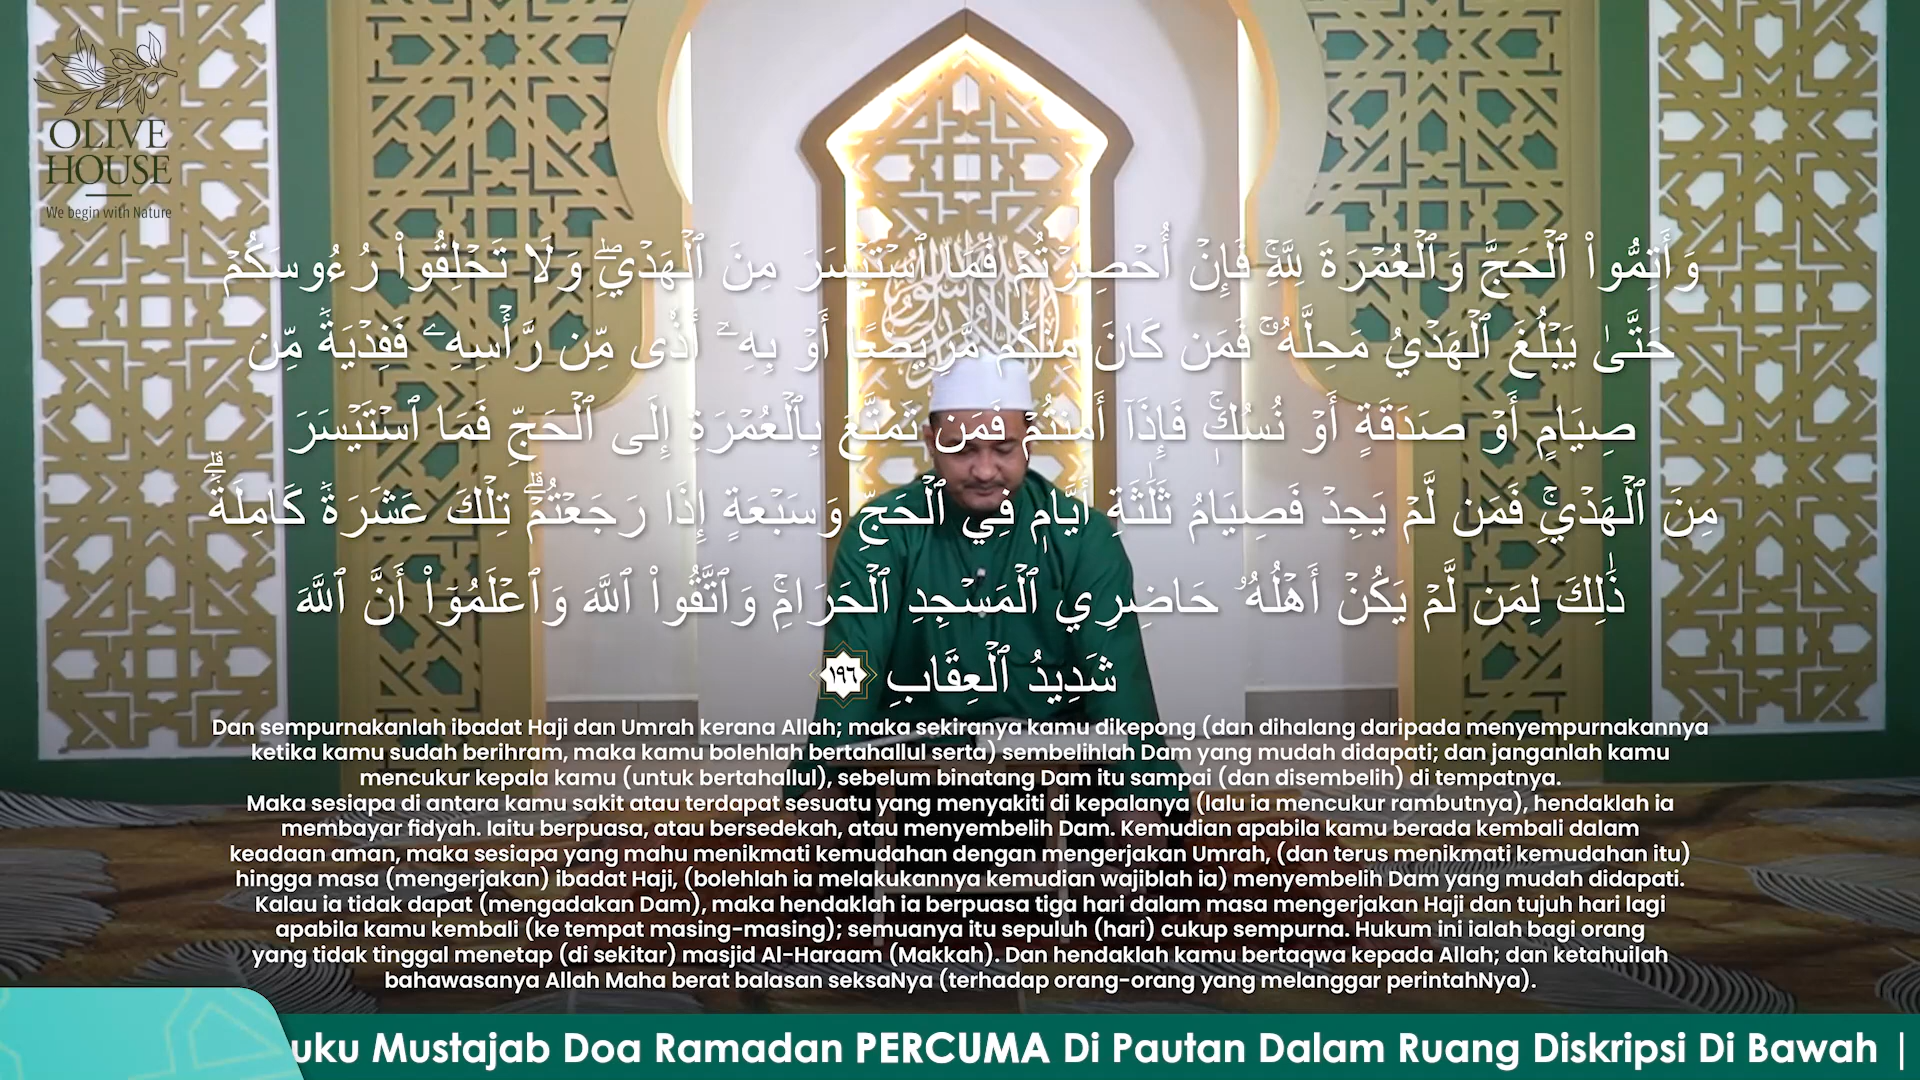 OLIVE
HOUSE
We begin with Nature
وَأَتِمُّوا۟ ٱلْحَجَّ وَٱلْعُمْرَةَ لِلَّهِۚ فَإِنْ أُحْصِرْتُمْ فَمَا ٱسْتَيْسَرَ مِنَ ٱلْهَدْيِۖ وَلَا تَحْلِقُوا۟ رُءُوسَكُمْ
حَتَّىٰ يَبْلُغَ ٱلْهَدْيُ مَحِلَّهُۥۚ فَمَن كَانَ مِنكُم مَّرِيضًا أَوْ بِهِۦٓ أَذًى مِّن رَّأْسِهِۦ فَفِدْيَةٌ مِّن
صِيَامٍ أَوْ صَدَقَةٍ أَوْ نُسُكٍۚ فَإِذَآ أَمِنتُمْ فَمَن تَمَتَّعَ بِٱلْعُمْرَةِ إِلَى ٱلْحَجِّ فَمَا ٱسْتَيْسَرَ
مِنَ ٱلْهَدْيِۚ فَمَن لَّمْ يَجِدْ فَصِيَامُ ثَلَٰثَةِ أَيَّامٍ فِي ٱلْحَجِّ وَسَبْعَةٍ إِذَا رَجَعْتُمْۗ تِلْكَ عَشَرَةٌ كَامِلَةٌۗ
ذَٰلِكَ لِمَن لَّمْ يَكُنْ أَهْلُهُۥ حَاضِرِي ٱلْمَسْجِدِ ٱلْحَرَامِۚ وَٱتَّقُوا۟ ٱللَّهَ وَٱعْلَمُوٓا۟ أَنَّ ٱللَّهَ
شَدِيدُ ٱلْعِقَابِ ١٩٦
Dan sempurnakanlah ibadat Haji dan Umrah kerana Allah; maka sekiranya kamu dikepong (dan dihalang daripada menyempurnakannya
ketika kamu sudah berihram, maka kamu bolehlah bertahallul serta) sembelihlah Dam yang mudah didapati; dan janganlah kamu
mencukur kepala kamu (untuk bertahallul), sebelum binatang Dam itu sampai (dan disembelih) di tempatnya.
Maka sesiapa di antara kamu sakit atau terdapat sesuatu yang menyakiti di kepalanya (lalu ia mencukur rambutnya), hendaklah ia
membayar fidyah. Iaitu berpuasa, atau bersedekah, atau menyembelih Dam. Kemudian apabila kamu berada kembali dalam
keadaan aman, maka sesiapa yang mahu menikmati kemudahan dengan mengerjakan Umrah, (dan terus menikmati kemudahan itu)
hingga masa (mengerjakan) ibadat Haji, (bolehlah ia melakukannya kemudian wajiblah ia) menyembelih Dam yang mudah didapati.
Kalau ia tidak dapat (mengadakan Dam), maka hendaklah ia berpuasa tiga hari dalam masa mengerjakan Haji dan tujuh hari lagi
apabila kamu kembali (ke tempat masing-masing); semuanya itu sepuluh (hari) cukup sempurna. Hukum ini ialah bagi orang
yang tidak tinggal menetap (di sekitar) masjid Al-Haraam (Makkah). Dan hendaklah kamu bertaqwa kepada Allah; dan ketahuilah
bahawasanya Allah Maha berat balasan seksaNya (terhadap orang-orang yang melanggar perintahNya).
uku Mustajab Doa Ramadan PERCUMA Di Pautan Dalam Ruang Diskripsi Di Bawah |